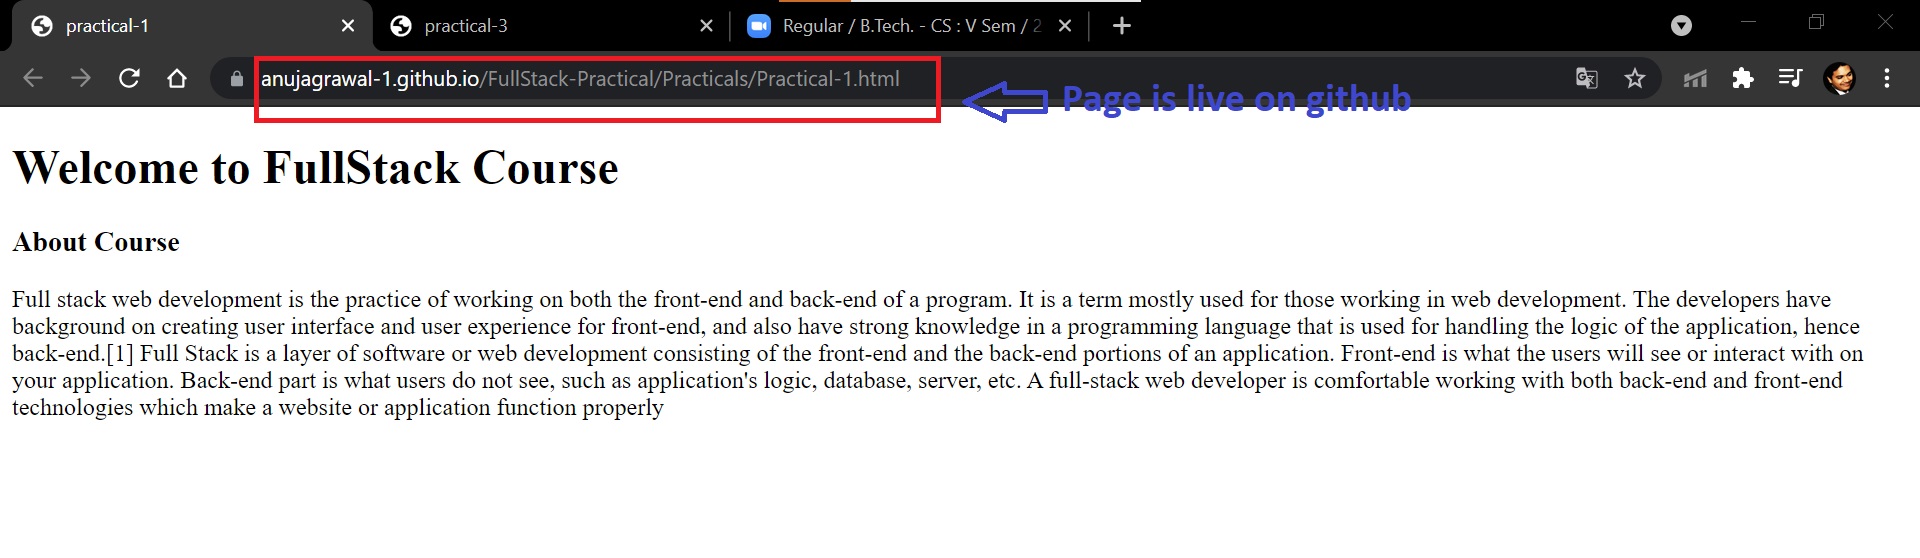 practical-1
practical-3
Regular / B.Tech. - CS : V Sem / 2
anujagrawal-1.github.io/FullStack-Practical/Practicals/Practical-1.html
Page is live on github
Welcome to FullStack Course
About Course
Full stack web development is the practice of working on both the front-end and back-end of a program. It is a term mostly used for those working in web development. The developers have
background on creating user interface and user experience for front-end, and also have strong knowledge in a programming language that is used for handling the logic of the application, hence
back-end.[1] Full Stack is a layer of software or web development consisting of the front-end and the back-end portions of an application. Front-end is what the users will see or interact with on
your application. Back-end part is what users do not see, such as application's logic, database, server, etc. A full-stack web developer is comfortable working with both back-end and front-end
technologies which make a website or application function properly